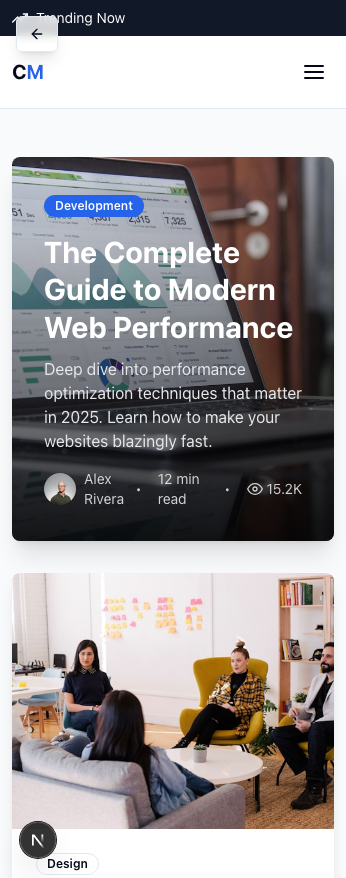 Trending Now
CM
Development
The Complete
Guide to Modern
Web Performance
Deep dive into performance
optimization techniques that matter
in 2025. Learn how to make your
websites blazingly fast.
Alex
Rivera
•
12 min
read
•
15.2K
N
Design